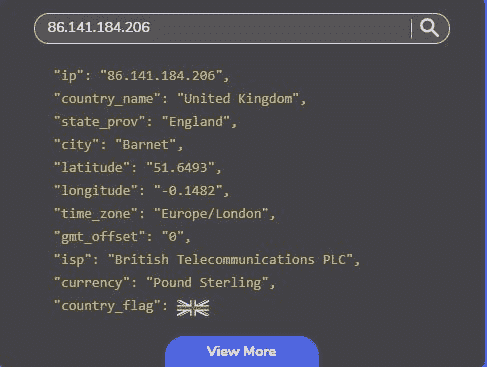 86.141.184.206
"ip": "86.141.184.206",
"country_name": "United Kingdom",
"state_prov": "England",
"city": "Barnet",
"latitude": "51.6493",
"longitude": "-0.1482",
"time_zone": "Europe/London",
"gmt_offset": "0",
"isp": "British Telecommunications PLC",
"currency": "Pound Sterling",
"country_flag":
View More